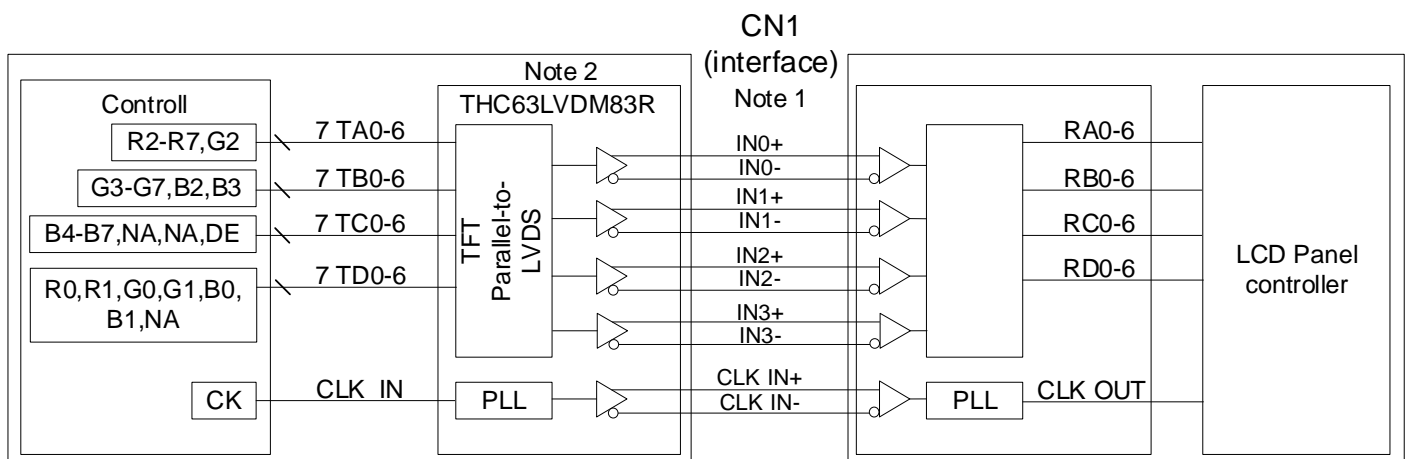 CN1
(interface)
Note 1
Note 2
THC63LVDM83R
Controll
R2-R7,G2
G3-G7,B2,B3
B4-B7,NA,NA,DE
R0,R1,G0,G1,B0,
B1,NA
CK
7 TA0-6
7 TB0-6
7 TC0-6
7 TD0-6
CLK IN
TFT
Parallel-to-
LVDS
PLL
IN0+
IN0-
IN1+
IN1-
IN2+
IN2-
IN3+
IN3-
CLK IN+
CLK IN-
PLL
RA0-6
RB0-6
RC0-6
RD0-6
CLK OUT
LCD Panel
controller